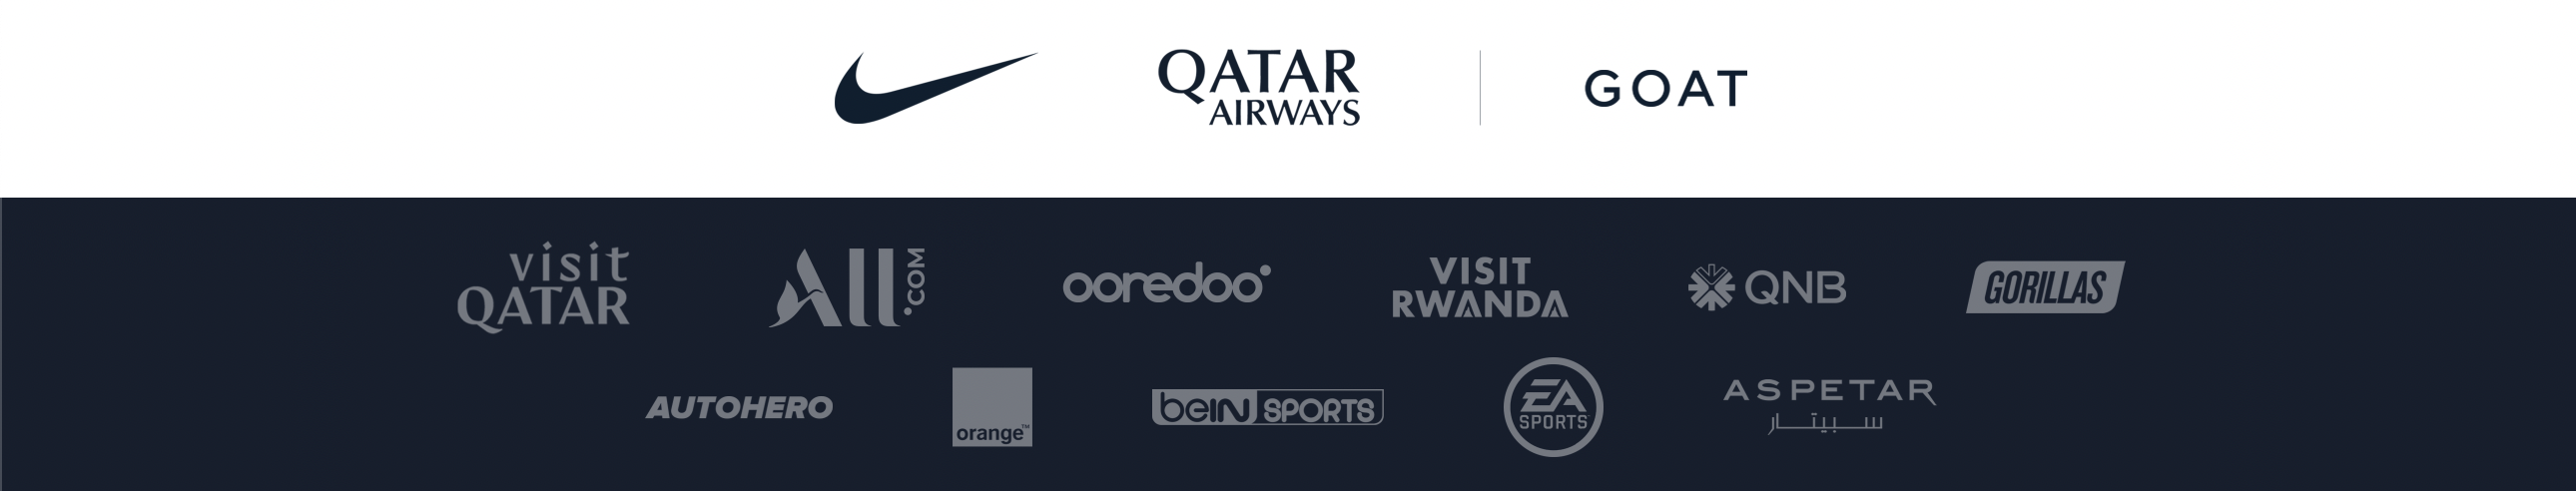 QATAR
AIRWAYS
GOAT
visit
QATAR
ALL.COM
ooredoo
VISIT
RWANDA
QNB
GORILLAS
AUTOHERO
orange™
beIN SPORTS
EA
SPORTS
ASPETAR
سبيتار